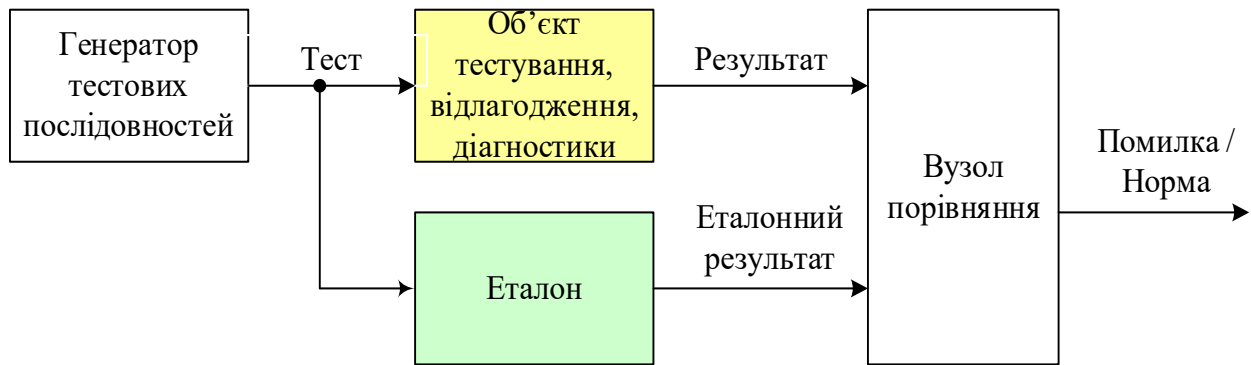 Генератор
тестових
послідовностей
Тест
Об’єкт
тестування,
відлагодження,
діагностики
Результат
Еталон
Еталонний
результат
Вузол
порівняння
Помилка /
Норма